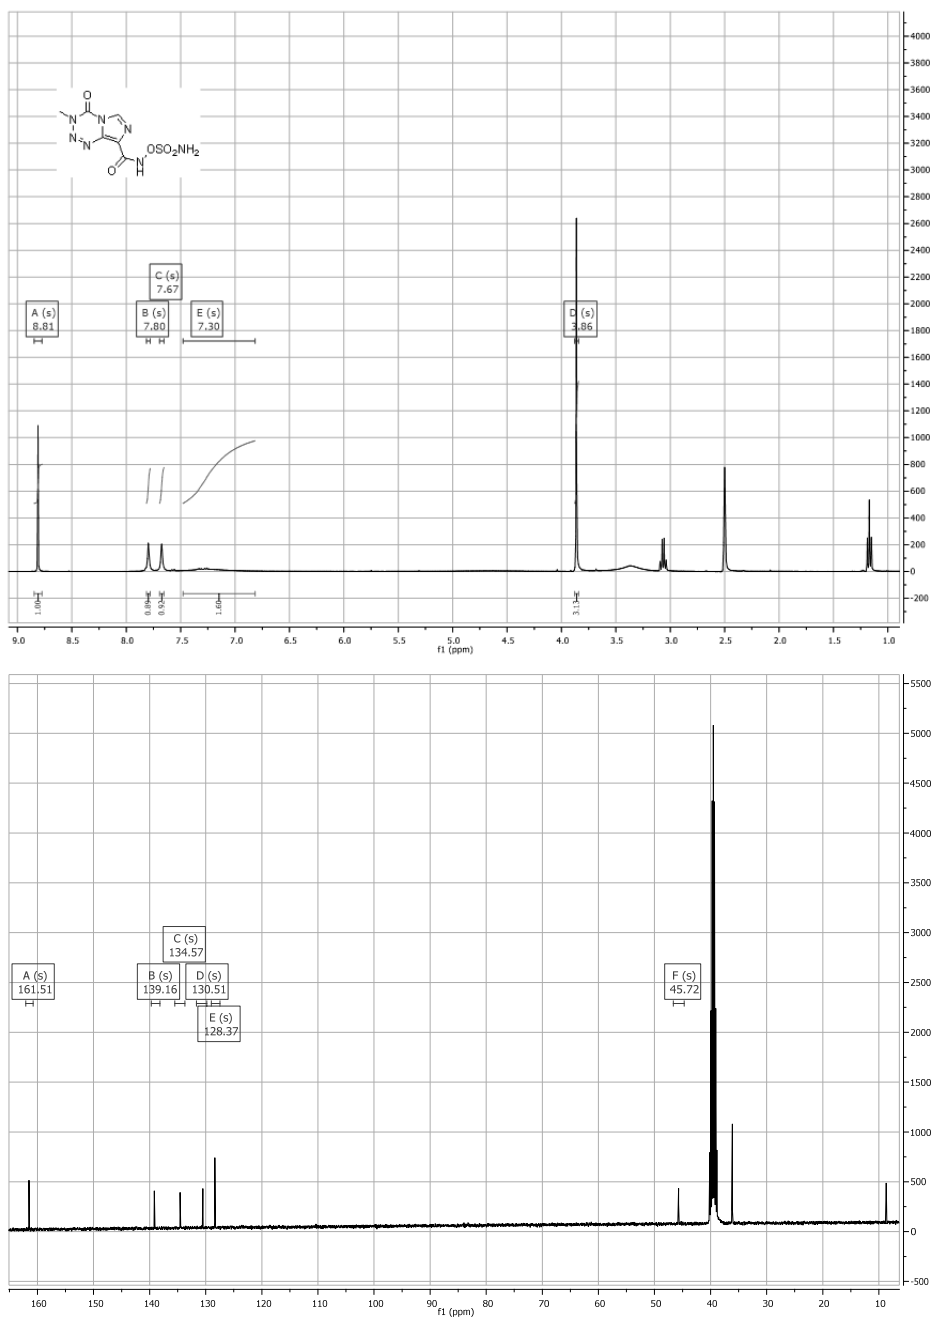 4000
3800
3600
3400
3200
3000
2800
2600
2400
2200
2000
1800
1600
1400
1200
1000
800
600
400
200
0
-200
O
N
N
N
N
N
O
N
H
OSO2NH2
C (s)
7.67
A (s)
8.81
B (s)
7.80
E (s)
7.30
D (s)
3.86
1.00
0.89
0.92
1.60
3.13
9.0 8.5 8.0 7.5 7.0 6.5 6.0 5.5 5.0 4.5 4.0 3.5 3.0 2.5 2.0 1.5 1.0
f1 (ppm)
5500
5000
4500
4000
3500
3000
2500
2000
1500
1000
500
0
-500
C (s)
134.57
A (s)
161.51
B (s)
139.16
D (s)
130.51
F (s)
45.72
E (s)
128.37
160 150 140 130 120 110 100 90 80 70 60 50 40 30 20 10
f1 (ppm)